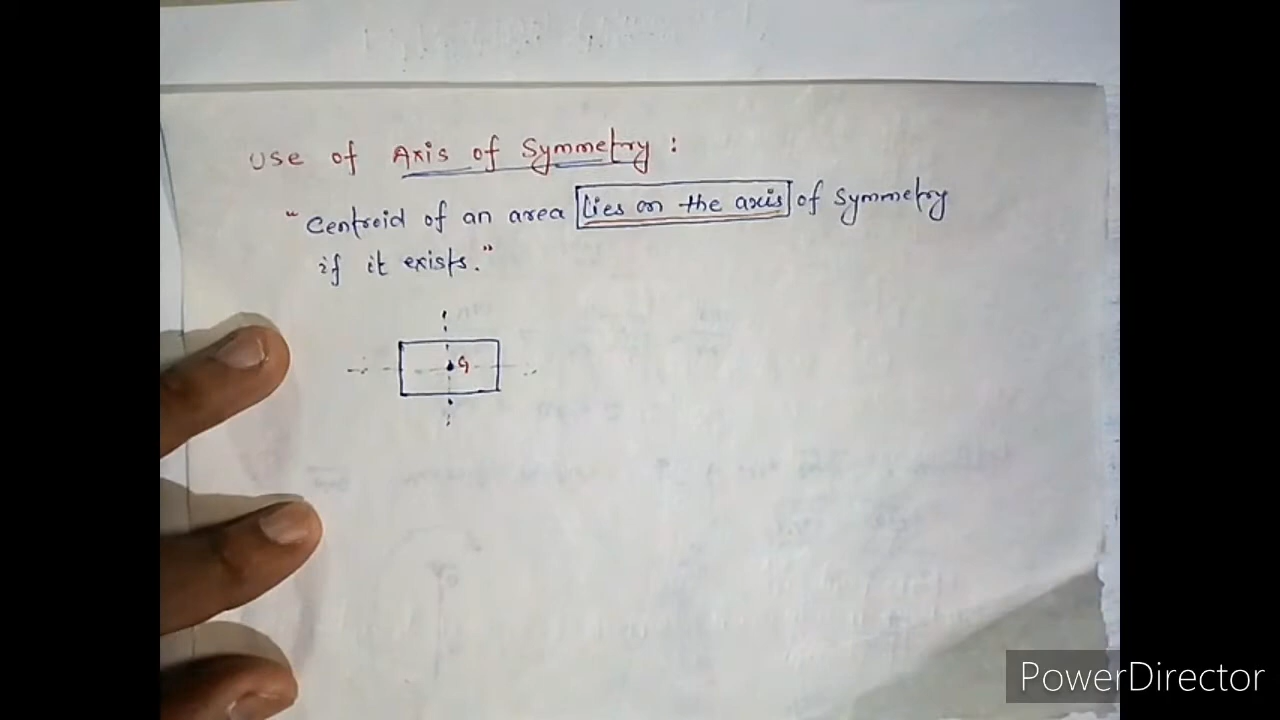 Use of Axis of Symmetry :
"Centroid of an area lies on the axis of symmetry
if it exists."
G
PowerDirector